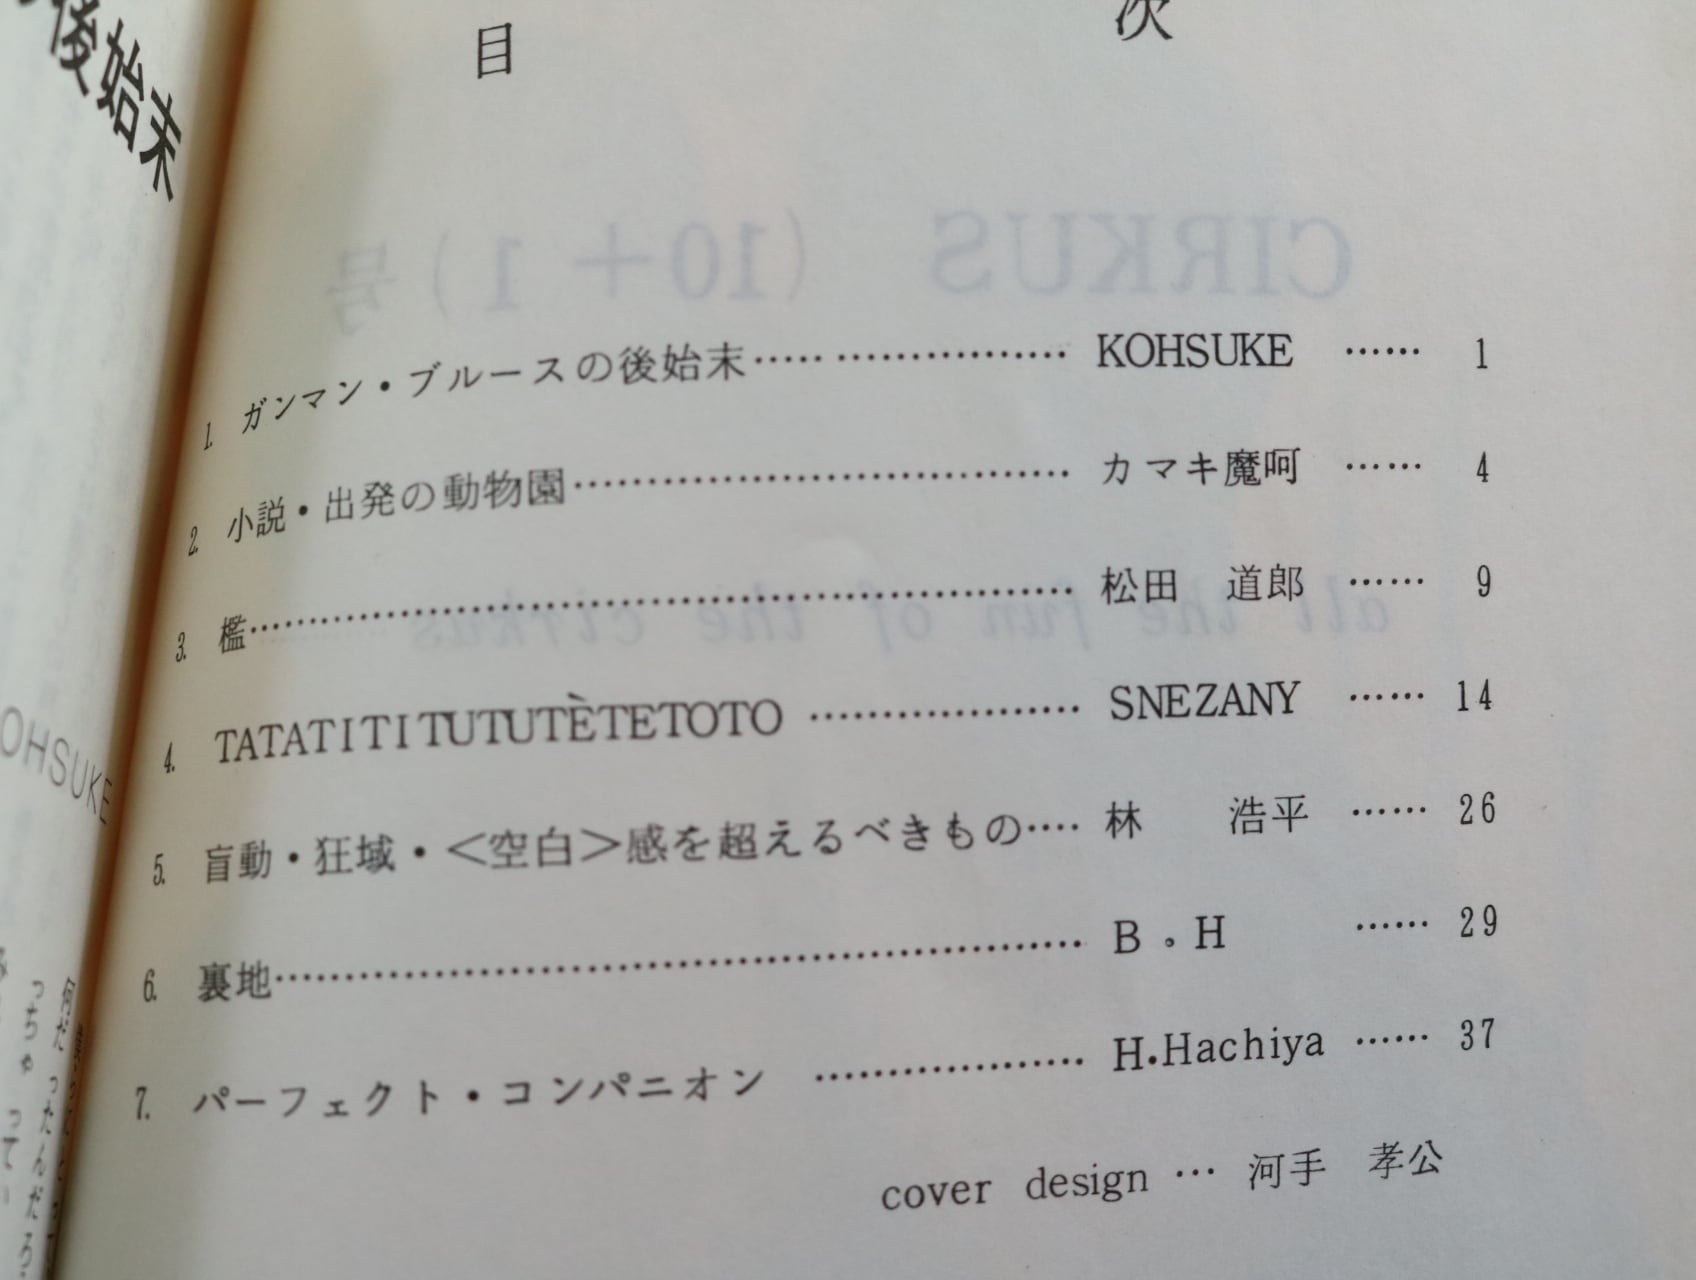 後始末
OHSUKE
何だったんだろ
っちゃって
目 次
CIRKUS (10+1)号
1. ガンマン・ブルースの後始末…… ……………… KOHSUKE …… 1
2. 小説・出発の動物園……………………………… カマキ魔呵 …… 4
all the fun of the cirkus
3. 檻…………………………………………………… 松田 道郎 …… 9
4. TATATITITUTUTÈTETOTO ………………… SNEZANY …… 14
5. 盲動・狂域・＜空白＞感を超えるべきもの…. 林 浩平 …… 26
6. 裏地………………………………………………… B。H …… 29
7. パーフェクト・コンパニオン ………………… H.Hachiya …… 37
cover design … 河手 孝公